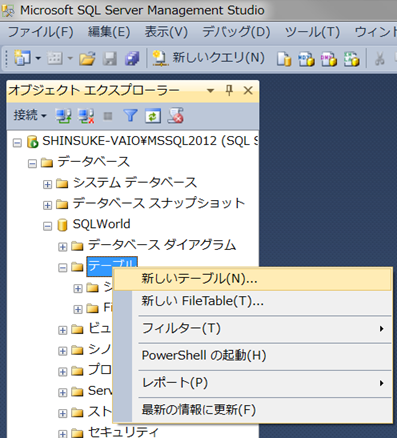 Microsoft SQL Server Management Studio
ファイル(F) 編集(E) 表示(V) デバッグ(D) ツール(T) ウィント
新しいクエリ(N)
オブジェクト エクスプローラー
接続
SHINSUKE-VAIO¥MSSQL2012 (SQL S
データベース
システム データベース
データベース スナップショット
SQLWorld
データベース ダイアグラム
テーブル
新しいテーブル(N)...
シ
新しい FileTable(T)...
Fi
フィルター(T)
ビュ
シノ
PowerShell の起動(H)
プロ
レポート(P)
Serv
スト
最新の情報に更新(F)
セキュリティ